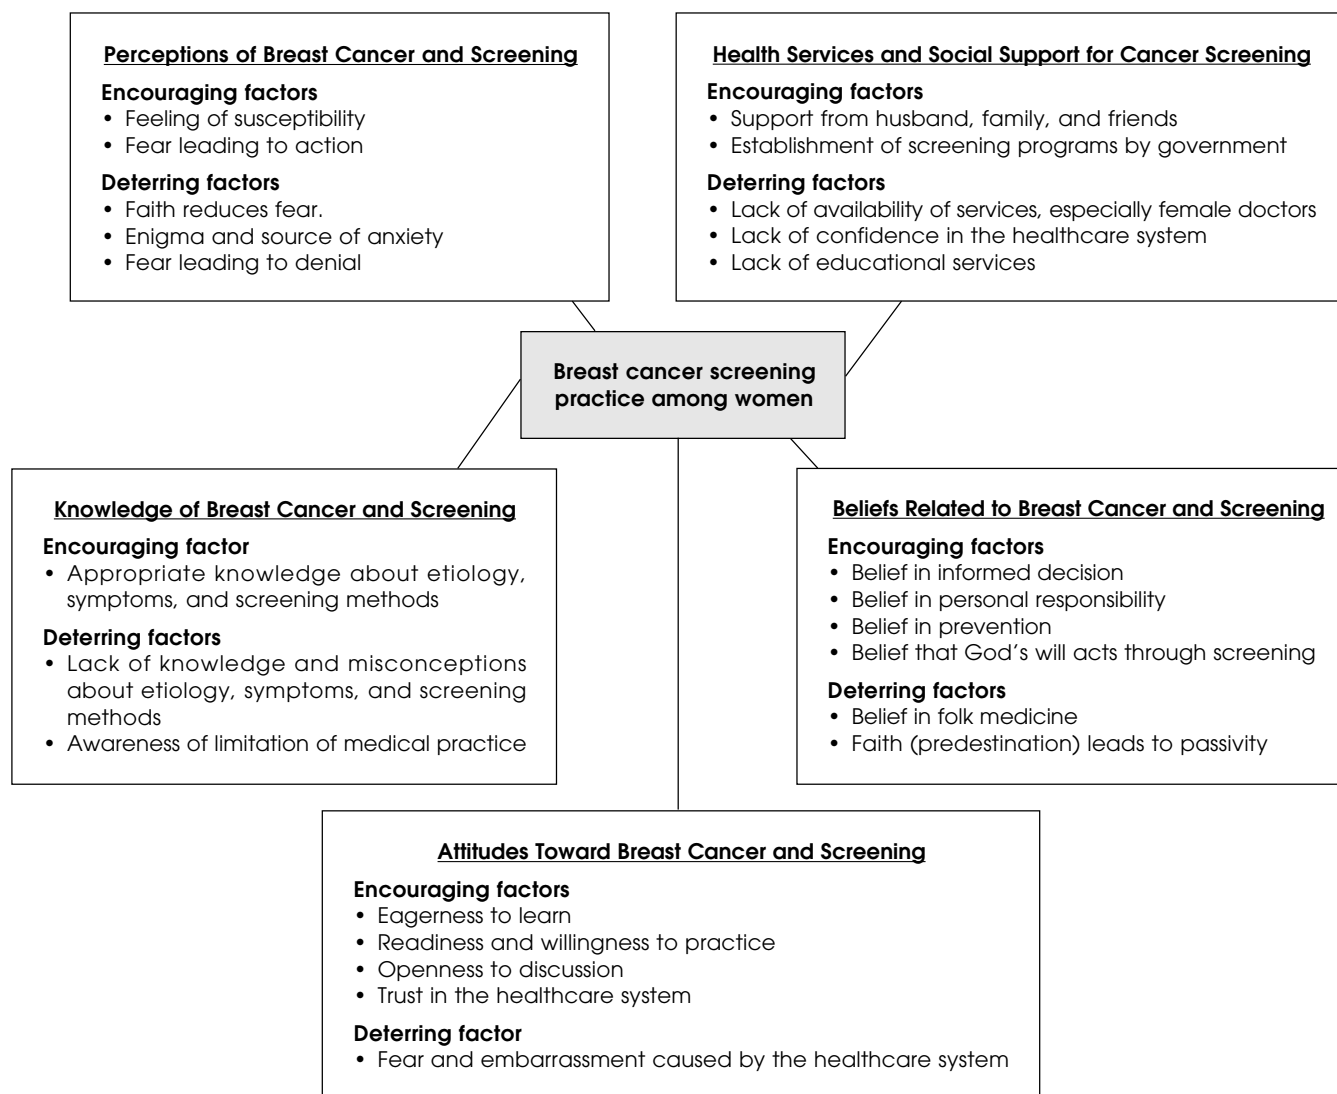 Perceptions of Breast Cancer and Screening
Encouraging factors
• Feeling of susceptibility
• Fear leading to action
Deterring factors
• Faith reduces fear.
• Enigma and source of anxiety
• Fear leading to denial
Health Services and Social Support for Cancer Screening
Encouraging factors
• Support from husband, family, and friends
• Establishment of screening programs by government
Deterring factors
• Lack of availability of services, especially female doctors
• Lack of confidence in the healthcare system
• Lack of educational services
Breast cancer screening
practice among women
Knowledge of Breast Cancer and Screening
Encouraging factor
• Appropriate knowledge about etiology,
symptoms, and screening methods
Deterring factors
• Lack of knowledge and misconceptions
about etiology, symptoms, and screening
methods
• Awareness of limitation of medical practice
Beliefs Related to Breast Cancer and Screening
Encouraging factors
• Belief in informed decision
• Belief in personal responsibility
• Belief in prevention
• Belief that God's will acts through screening
Deterring factors
• Belief in folk medicine
• Faith (predestination) leads to passivity
Attitudes Toward Breast Cancer and Screening
Encouraging factors
• Eagerness to learn
• Readiness and willingness to practice
• Openness to discussion
• Trust in the healthcare system
Deterring factor
• Fear and embarrassment caused by the healthcare system